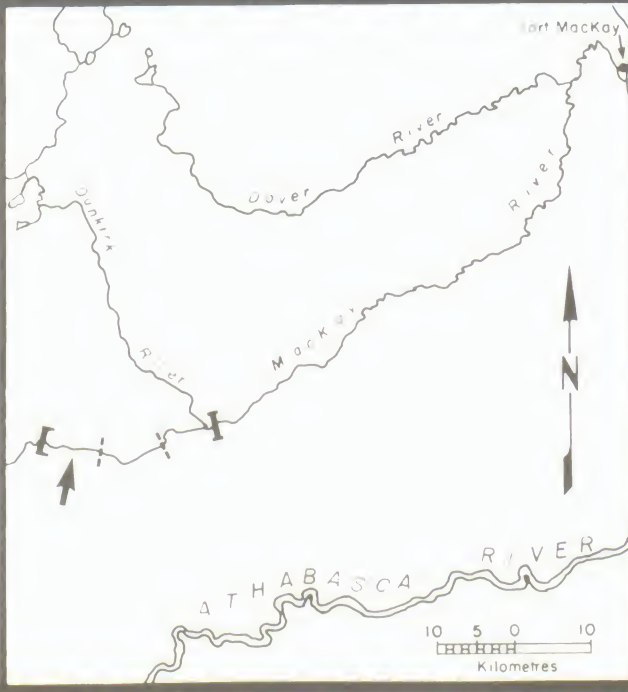 Fort MacKay
Dover River
River
Dunkirk River
MacKay
ATHABASCA RIVER
N
10 5 0 10
Kilometres